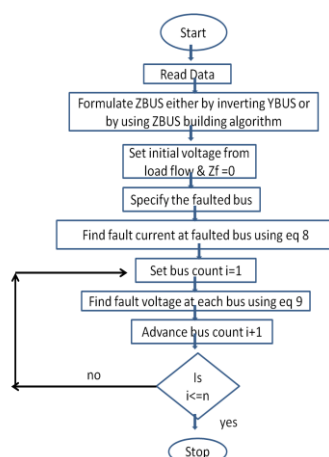 Start
Read Data
Formulate ZBUS either by inverting YBUS or
by using ZBUS building algorithm
Set initial voltage from
load flow & Zf =0
Specify the faulted bus
Find fault current at faulted bus using eq 8
Set bus count i=1
Find fault voltage at each bus using eq 9
Advance bus count i+1
no
Is
i<=n
yes
Stop